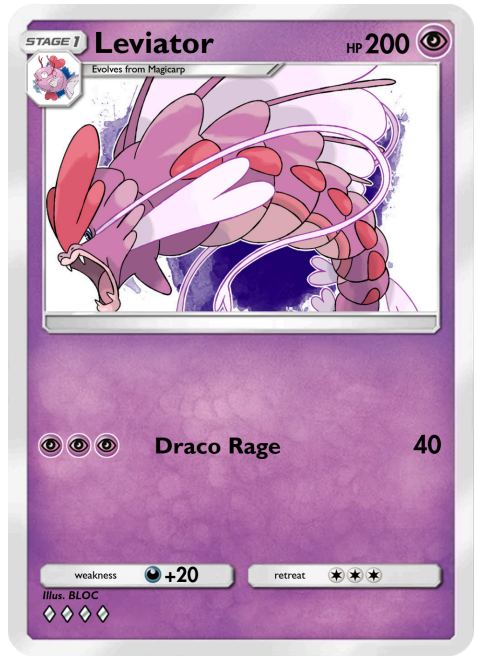 STAGE 1 Leviator HP 200
Evolves from Magicarp
Draco Rage 40
weakness +20 retreat
Illus. BLOC